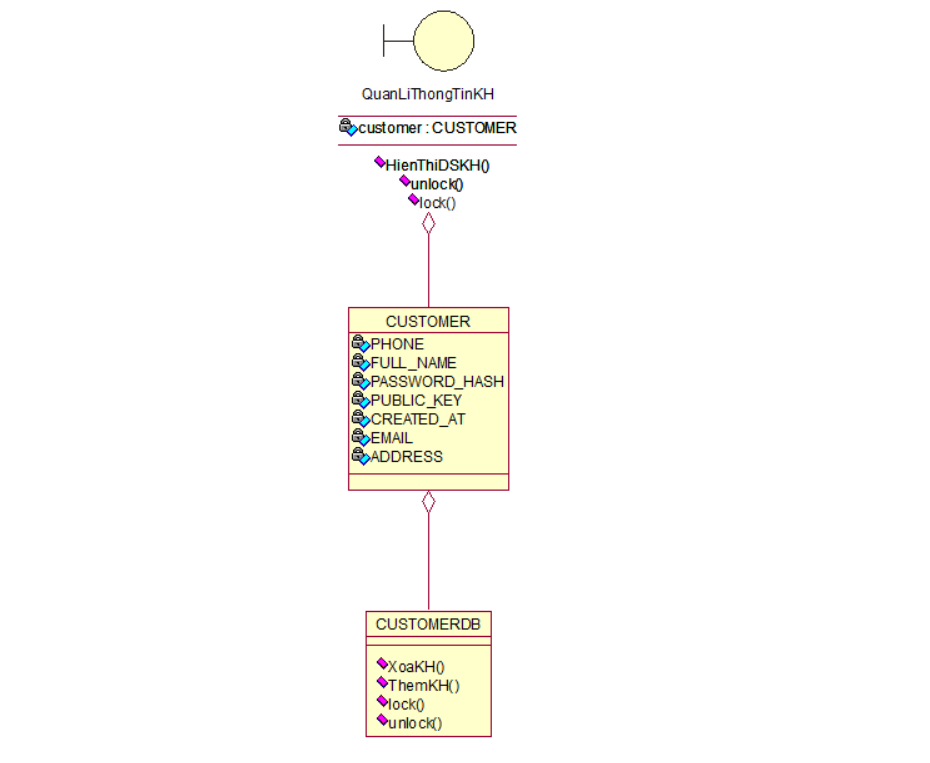 QuanLiThongTinKH
customer : CUSTOMER
HienThiDSKH()
unlock()
lock()
CUSTOMER
PHONE
FULL_NAME
PASSWORD_HASH
PUBLIC_KEY
CREATED_AT
EMAIL
ADDRESS
CUSTOMERDB
XoaKH()
ThemKH()
lock()
unlock()